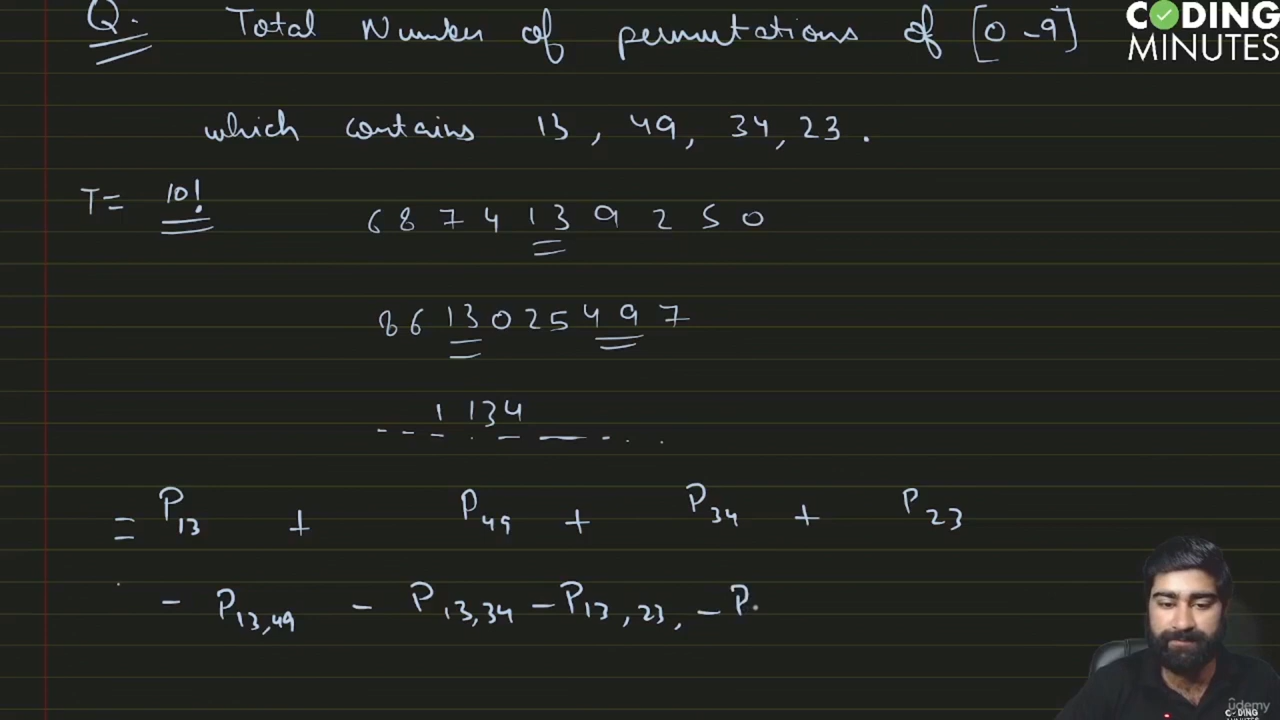 Q. Total Number of permutations of [0-9]
CODING MINUTES
which contains 13, 49, 34, 23.
T = 10! 6 8 7 4 1 3 9 2 5 0
8 6 1 3 0 2 5 4 9 7
1 1 3 4
= P13 + P49 + P34 + P23
- P13,49 - P13,34 - P13,23, - P.
udemy
CODING